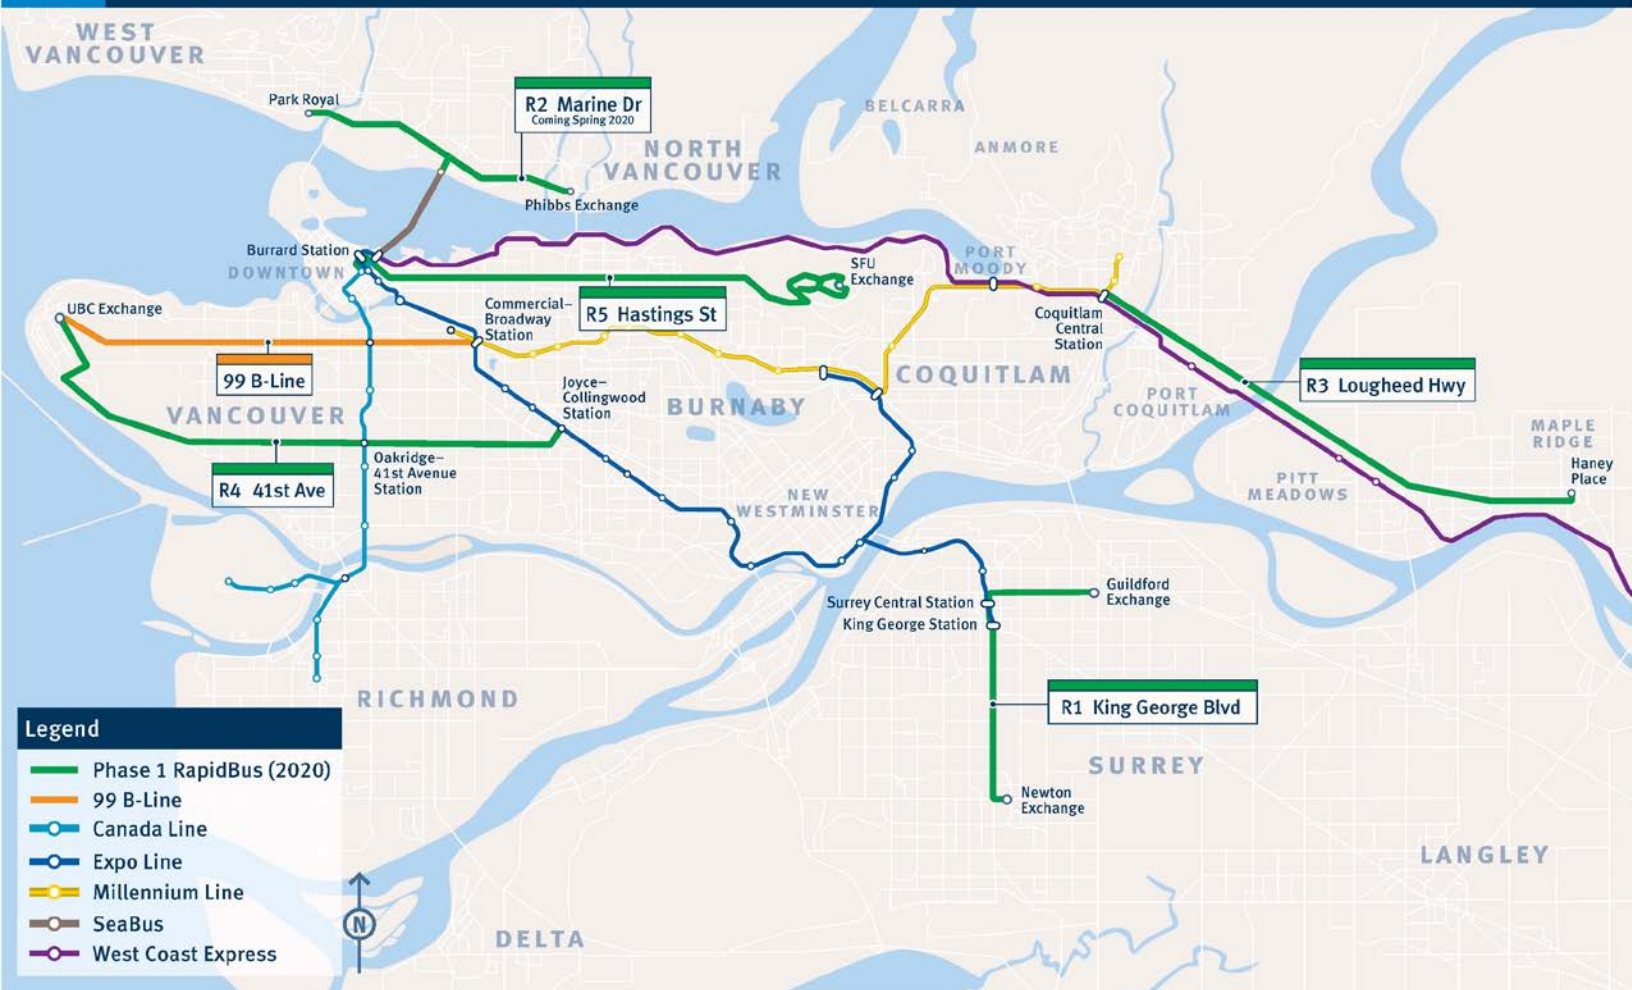 WEST
VANCOUVER
Park Royal
R2 Marine Dr
Coming Spring 2020
BELCARRA
NORTH
VANCOUVER
ANMORE
Phibbs Exchange
Burrard Station
DOWNTOWN
SFU
Exchange
PORT
MOODY
UBC Exchange
Commercial–
Broadway
Station
R5 Hastings St
Coquitlam
Central
Station
99 B-Line
Joyce–
Collingwood
Station
COQUITLAM
R3 Lougheed Hwy
VANCOUVER
BURNABY
PORT
COQUITLAM
MAPLE
RIDGE
Haney
Place
Oakridge–
41st Avenue
Station
R4 41st Ave
NEW
WESTMINSTER
PITT
MEADOWS
Guildford
Exchange
Surrey Central Station
King George Station
RICHMOND
R1 King George Blvd
SURREY
Newton
Exchange
LANGLEY
DELTA
Legend
Phase 1 RapidBus (2020)
99 B-Line
Canada Line
Expo Line
Millennium Line
SeaBus
West Coast Express
N